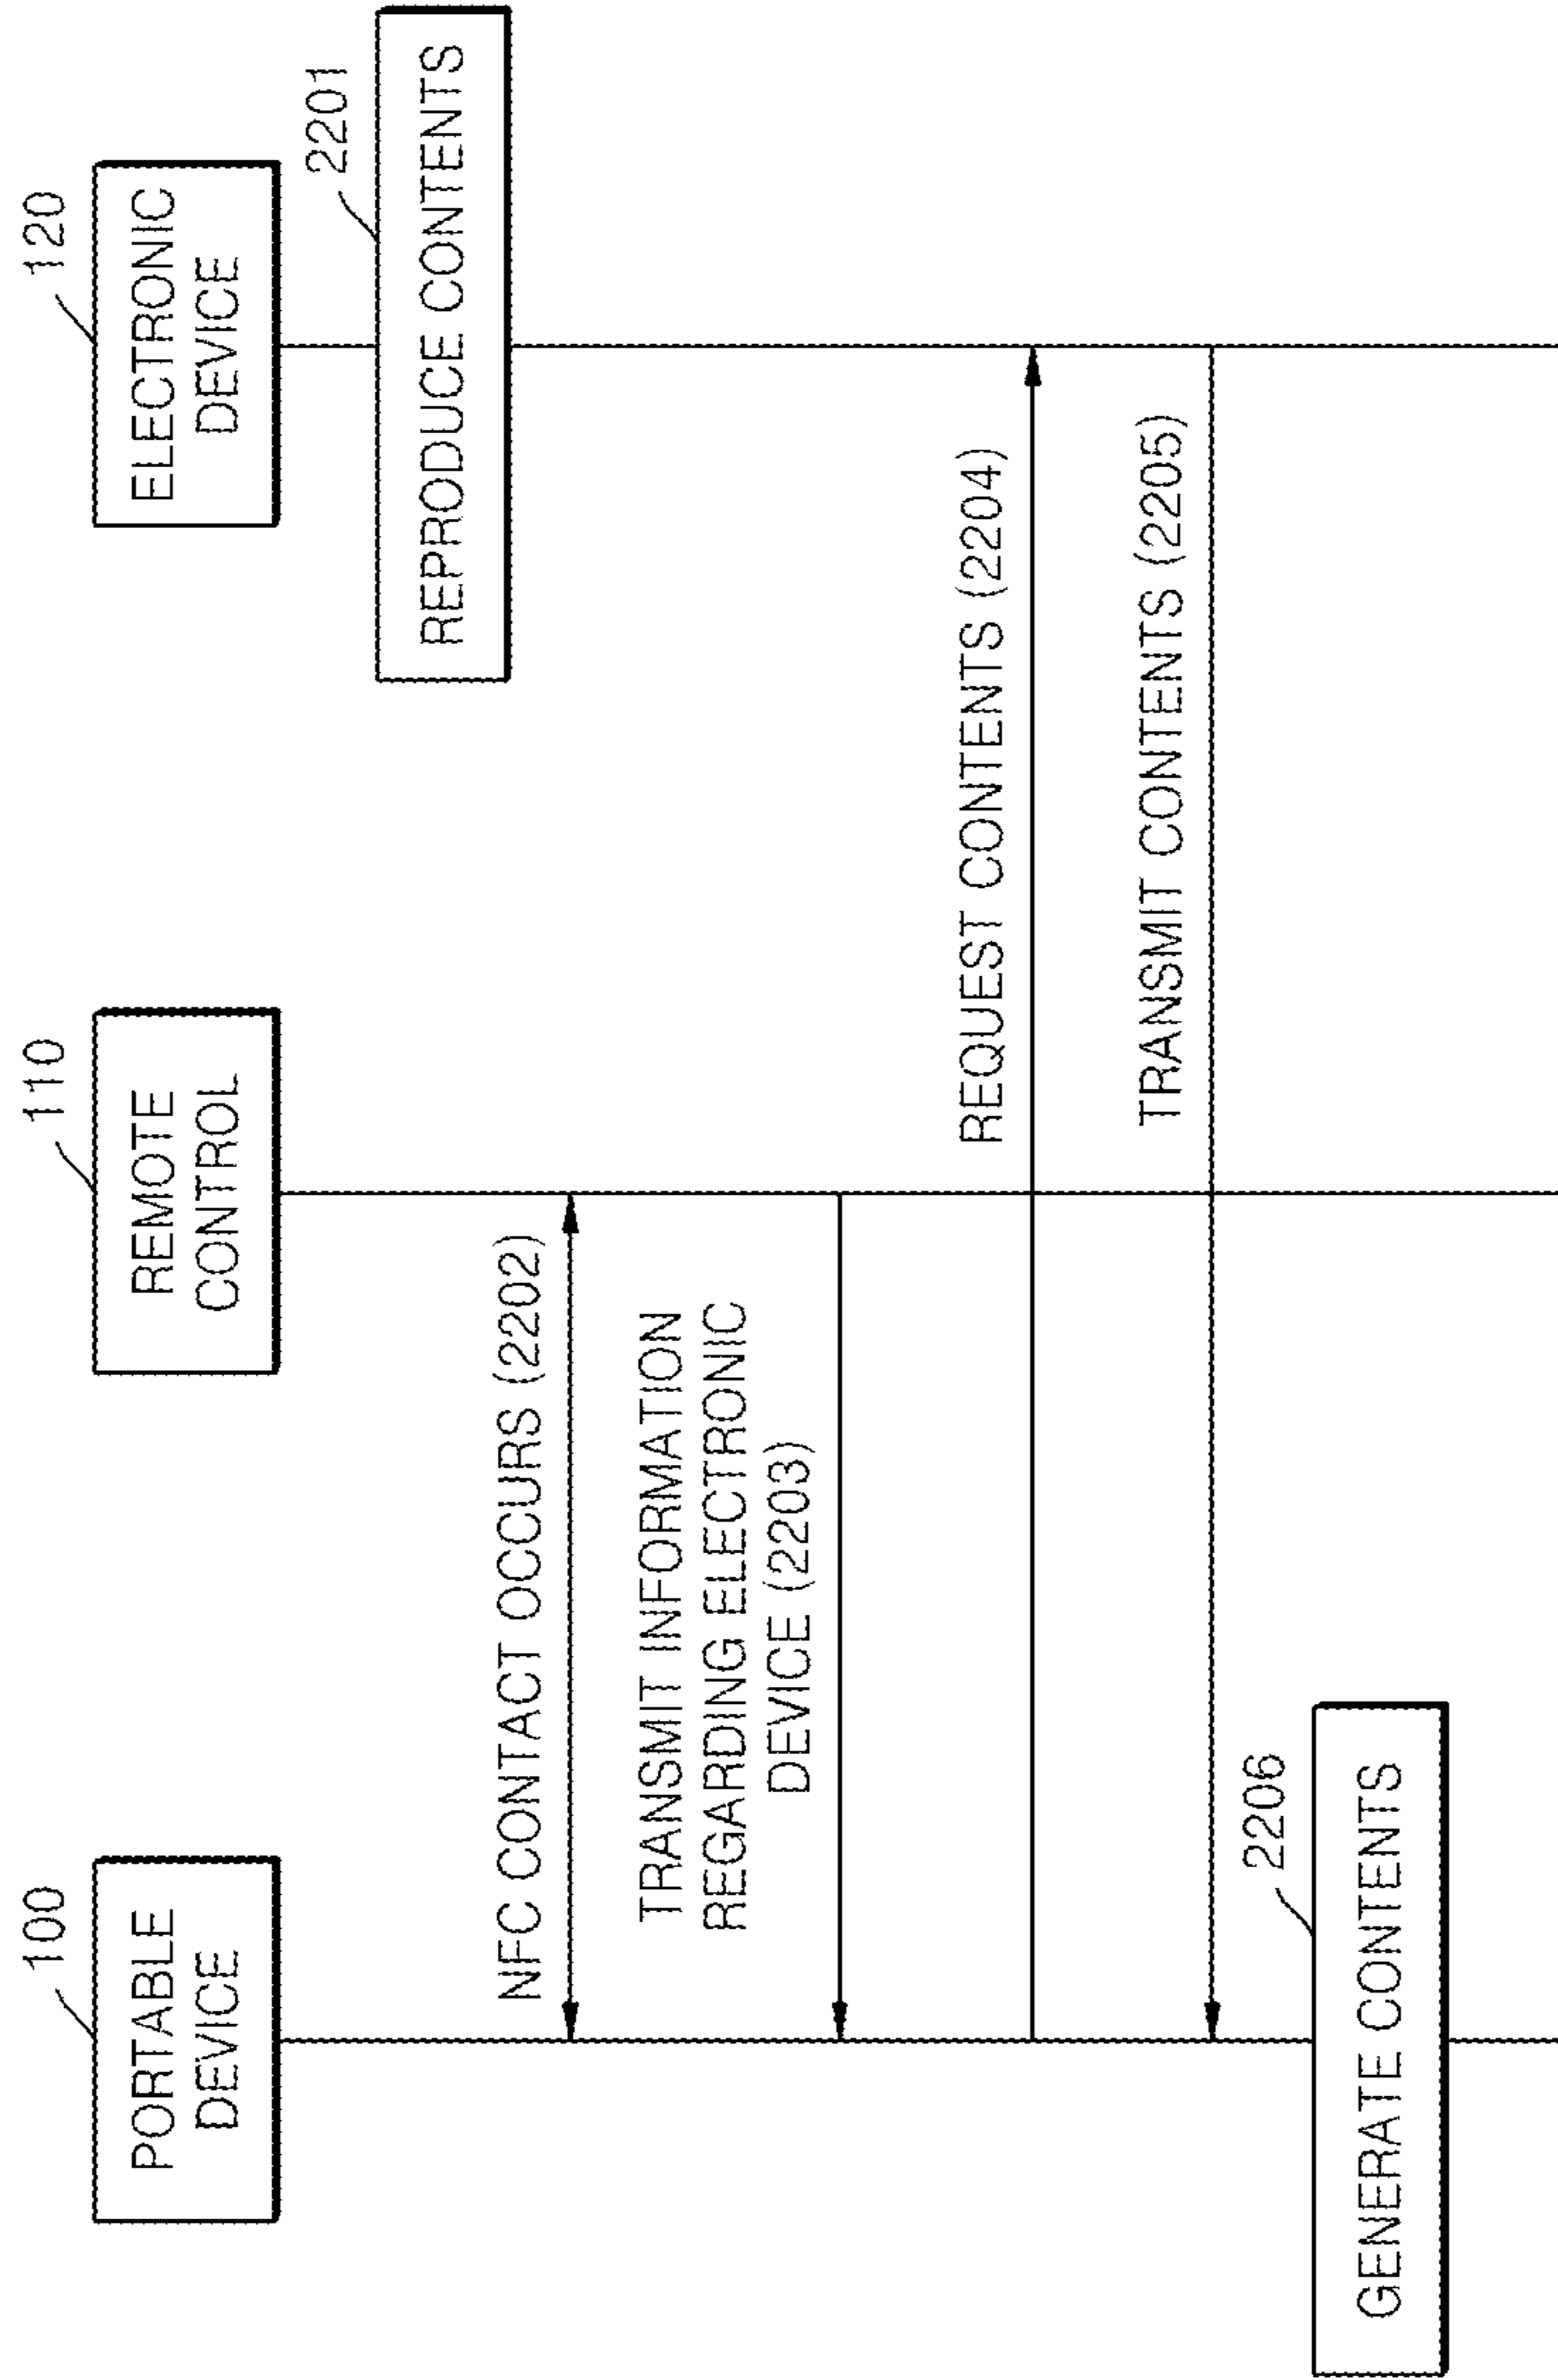 100
110
120
PORTABLE
DEVICE
REMOTE
CONTROL
ELECTRONIC
DEVICE
2201
REPRODUCE CONTENTS
NFC CONTACT OCCURS (2202)
TRANSMIT INFORMATION
REGARDING ELECTRONIC
DEVICE (2203)
REQUEST CONTENTS (2204)
TRANSMIT CONTENTS (2205)
2206
GENERATE CONTENTS